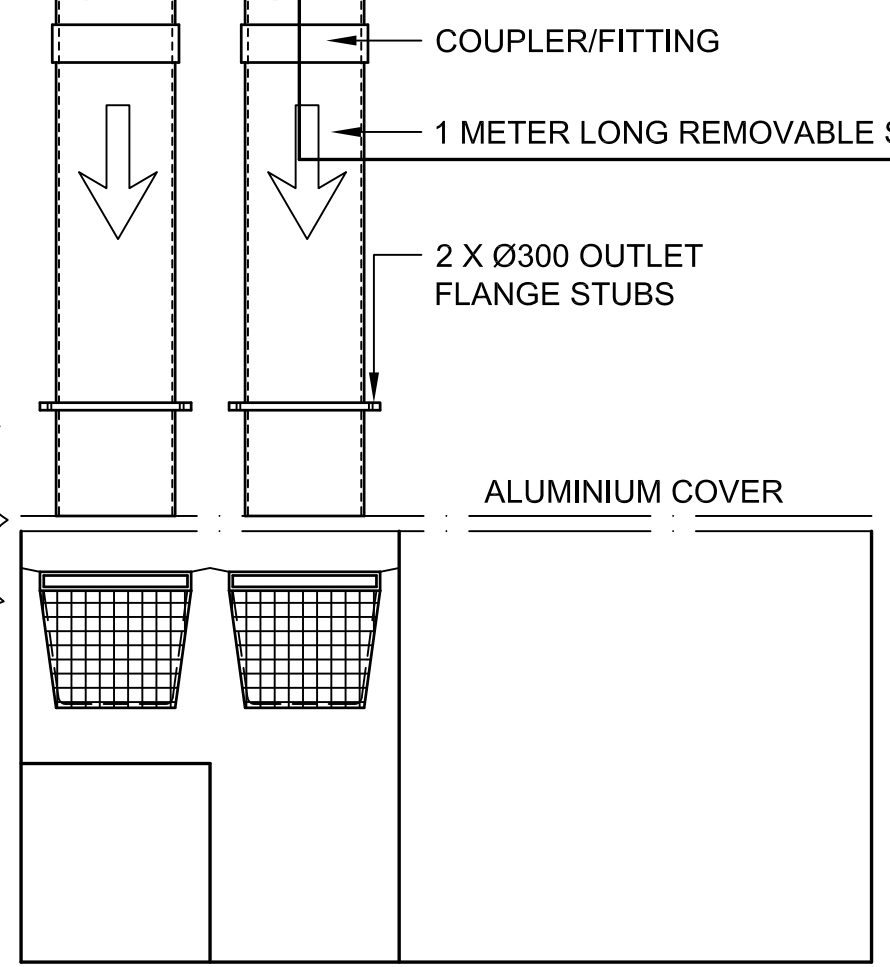 COUPLER/FITTING
1 METER LONG REMOVABLE
2 X Ø300 OUTLET
FLANGE STUBS
ALUMINIUM COVER